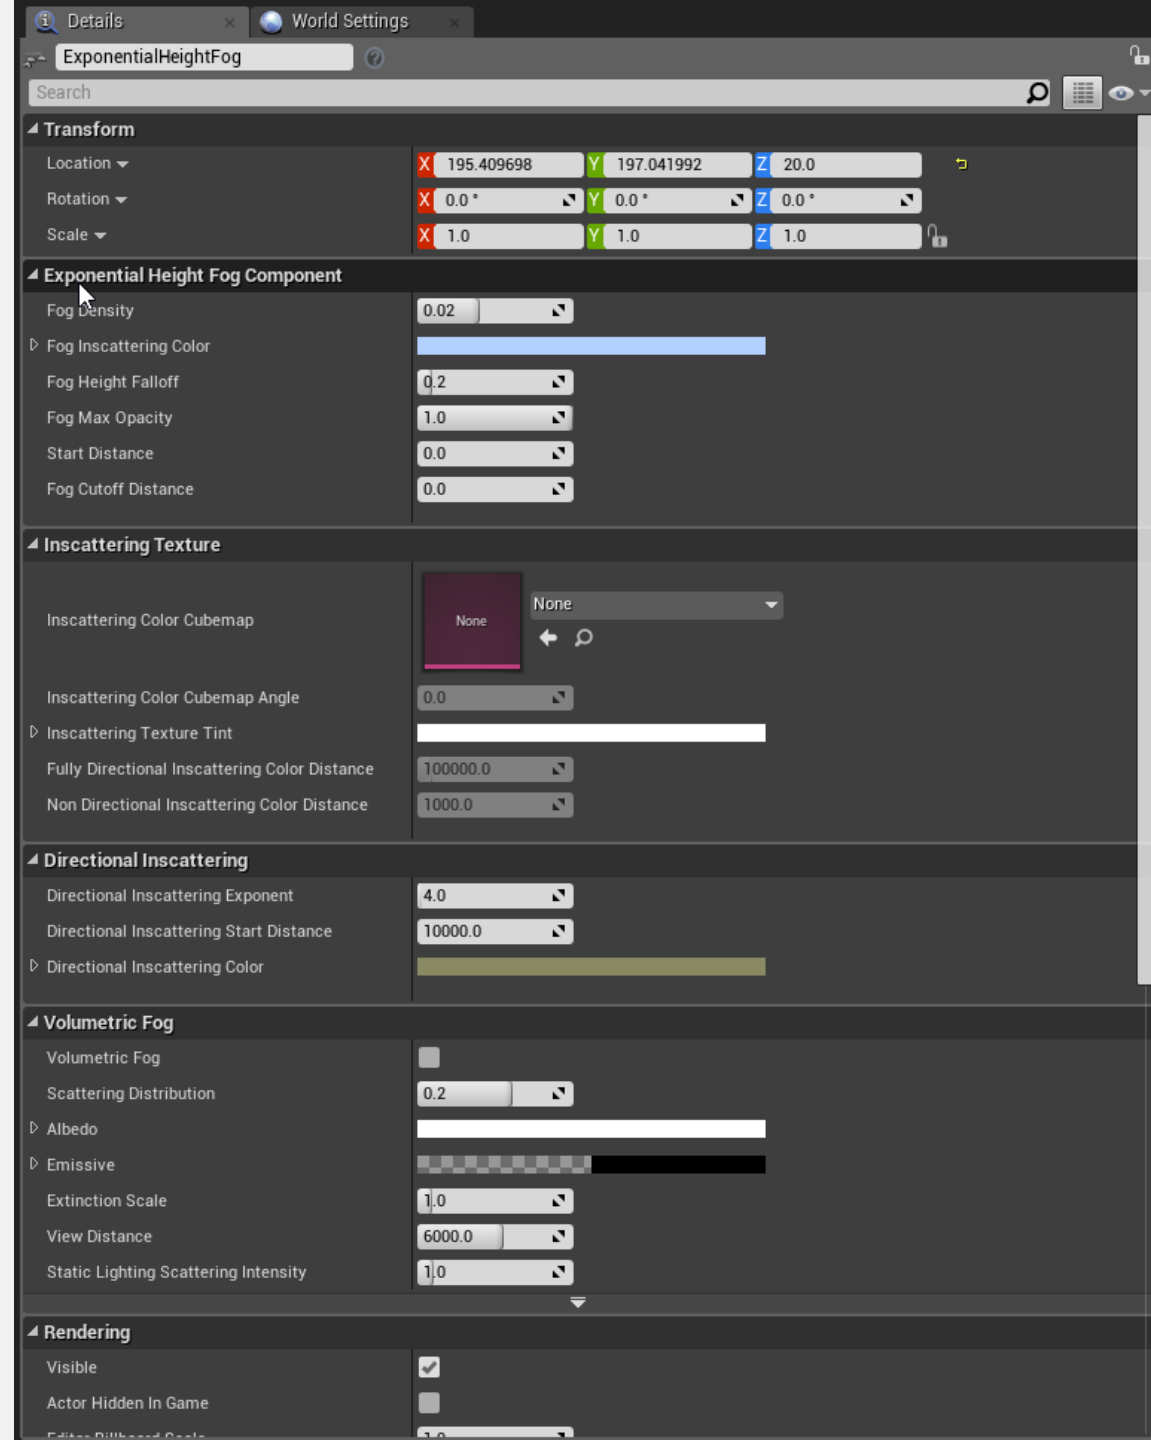 Details
World Settings
ExponentialHeightFog
Search
Transform
Location X 195.409698 Y 197.041992 Z 20.0
Rotation X 0.0 ° Y 0.0 ° Z 0.0 °
Scale X 1.0 Y 1.0 Z 1.0
Exponential Height Fog Component
Fog Density 0.02
Fog Inscattering Color
Fog Height Falloff 0.2
Fog Max Opacity 1.0
Start Distance 0.0
Fog Cutoff Distance 0.0
Inscattering Texture
Inscattering Color Cubemap None None
Inscattering Color Cubemap Angle 0.0
Inscattering Texture Tint
Fully Directional Inscattering Color Distance 100000.0
Non Directional Inscattering Color Distance 1000.0
Directional Inscattering
Directional Inscattering Exponent 4.0
Directional Inscattering Start Distance 10000.0
Directional Inscattering Color
Volumetric Fog
Volumetric Fog
Scattering Distribution 0.2
Albedo
Emissive
Extinction Scale 1.0
View Distance 6000.0
Static Lighting Scattering Intensity 1.0
Rendering
Visible
Actor Hidden In Game
Editor Billboard Scale 1.0